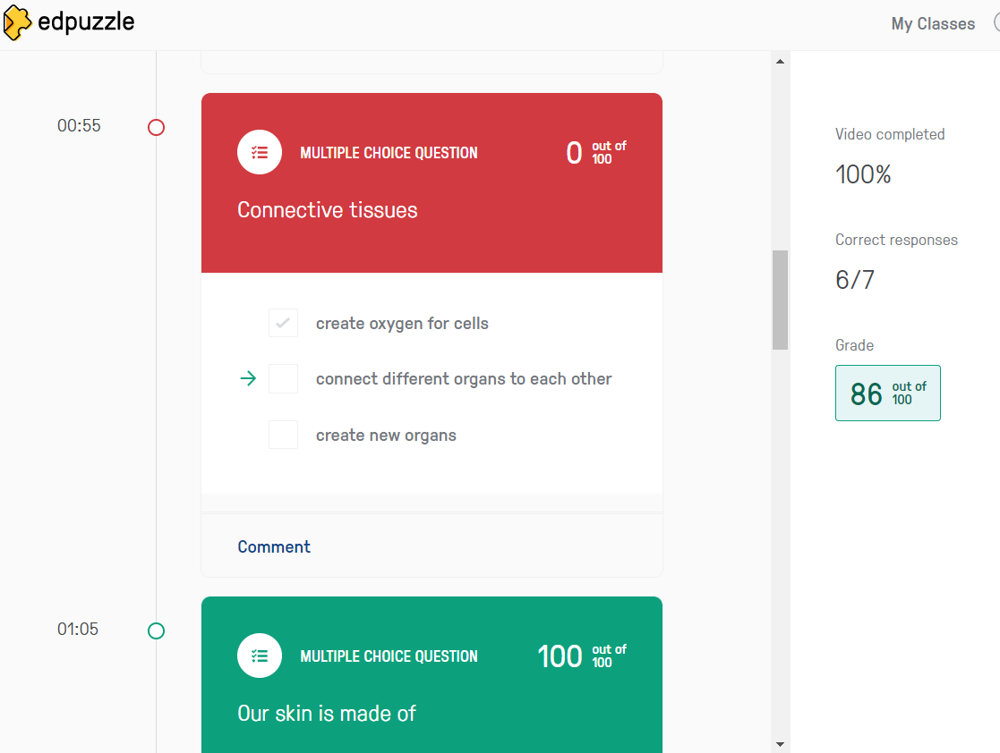 edpuzzle
My Classes
00:55
MULTIPLE CHOICE QUESTION
0 out of 100
Connective tissues
create oxygen for cells
connect different organs to each other
create new organs
Comment
01:05
MULTIPLE CHOICE QUESTION
100 out of 100
Our skin is made of
Video completed
100%
Correct responses
6/7
Grade
86 out of 100